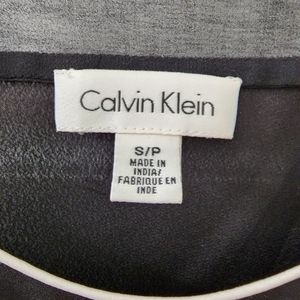 Calvin Klein
S/P
MADE IN
INDIA/
FABRIQUE EN
INDE